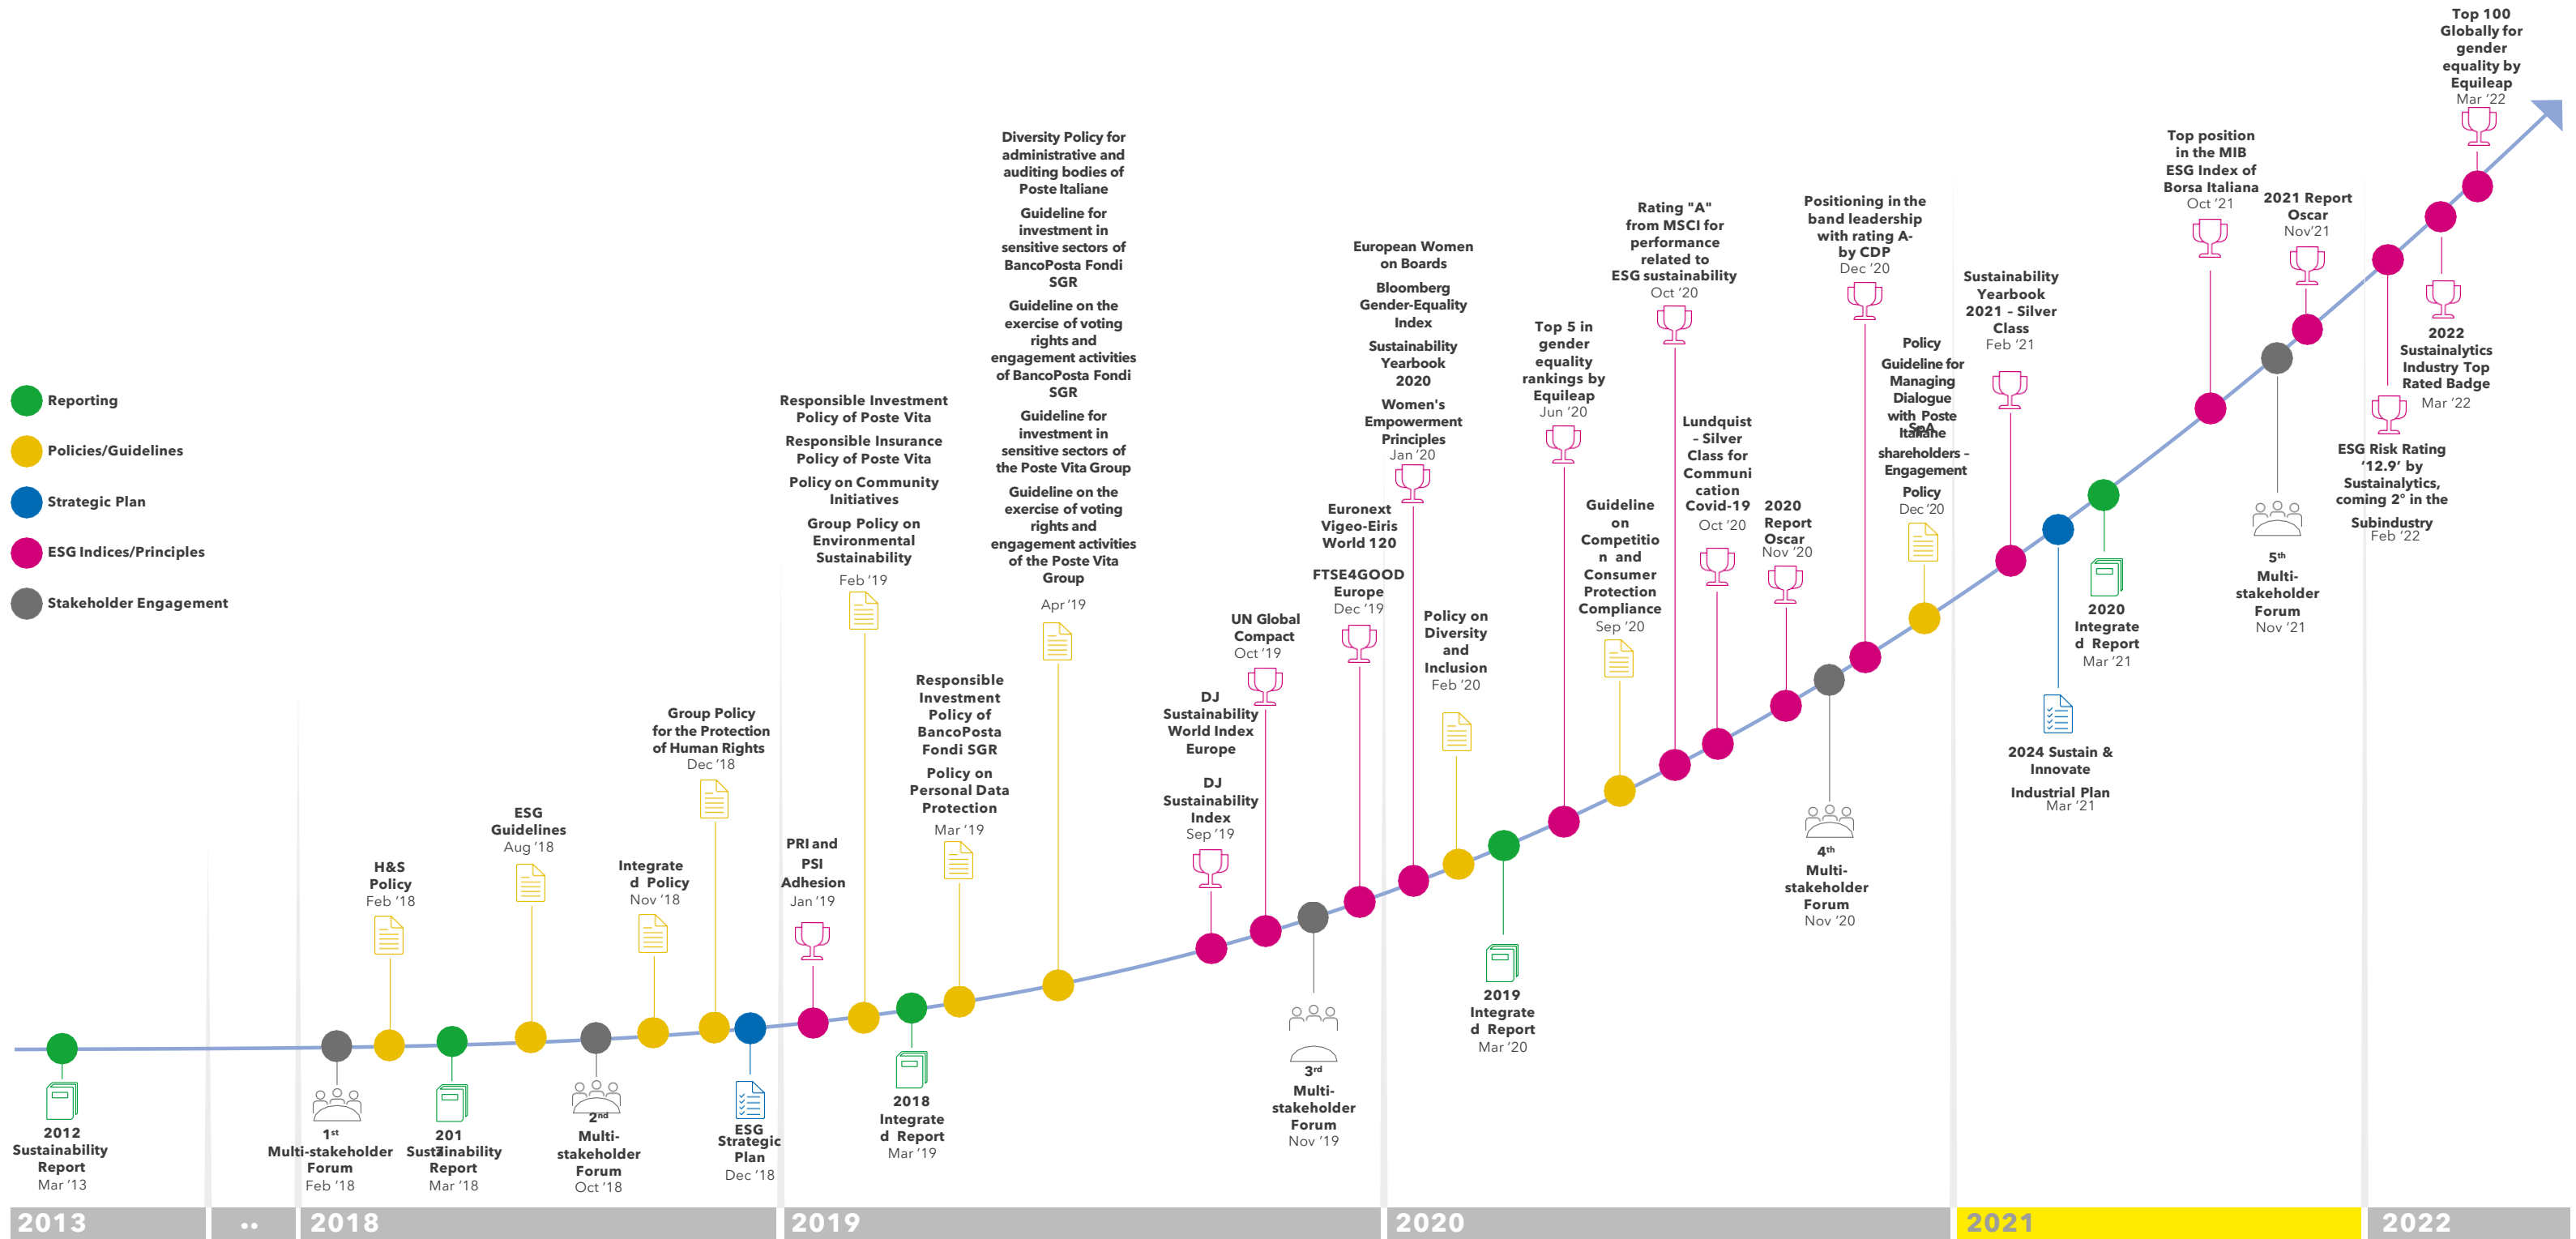 Reporting
Policies/Guidelines
Strategic Plan
ESG Indices/Principles
Stakeholder Engagement
2012
Sustainability
Report
Mar ‘13
1st
Multi-stakeholder
Forum
Feb ‘18
H&S
Policy
Feb ‘18
201
7
Sustainability
Report
Mar ‘18
ESG
Guidelines
Aug ‘18
2nd
Multi-
stakeholder
Forum
Oct ‘18
Integrate
d Policy
Nov ‘18
Group Policy
for the Protection
of Human Rights
Dec ‘18
ESG
Strategic
Plan
Dec ‘18
PRI and
PSI
Adhesion
Jan ‘19
Responsible Investment
Policy of Poste Vita
Responsible Insurance
Policy of Poste Vita
Policy on Community
Initiatives
Group Policy on
Environmental
Sustainability
Feb ‘19
2018
Integrate
d Report
Mar ‘19
Responsible
Investment
Policy of
BancoPosta
Fondi SGR
Policy on
Personal Data
Protection
Mar ‘19
Diversity Policy for
administrative and
auditing bodies of
Poste Italiane
Guideline for
investment in
sensitive sectors of
BancoPosta Fondi
SGR
Guideline on the
exercise of voting
rights and
engagement activities
of BancoPosta Fondi
SGR
Guideline for
investment in
sensitive sectors of
the Poste Vita Group
Guideline on the
exercise of voting
rights and
engagement activities
of the Poste Vita
Group
Apr ‘19
DJ
Sustainability
World Index
Europe
DJ
Sustainability
Index
Sep ‘19
UN Global
Compact
Oct ‘19
3rd
Multi-
stakeholder
Forum
Nov ‘19
Euronext
Vigeo-Eiris
World 120
FTSE4GOOD
Europe
Dec ‘19
European Women
on Boards
Bloomberg
Gender-Equality
Index
Sustainability
Yearbook
2020
Women's
Empowerment
Principles
Jan ‘20
Policy on
Diversity
and
Inclusion
Feb ‘20
2019
Integrate
d Report
Mar ‘20
Top 5 in
gender
equality
rankings by
Equileap
Jun ‘20
Guideline
on
Competitio
n and
Consumer
Protection
Compliance
Sep ‘20
Rating "A"
from MSCI for
performance
related to
ESG sustainability
Oct ‘20
Lundquist
– Silver
Class for
Communi
cation
Covid-19
Oct ‘20
2020
Report
Oscar
Nov ‘20
4th
Multi-
stakeholder
Forum
Nov ‘20
Positioning in the
band leadership
with rating A-
by CDP
Dec ‘20
Policy
Guideline for
Managing
Dialogue
with Poste
Italiane
SpA
shareholders –
Engagement
Policy
Dec ‘20
Sustainability
Yearbook
2021 – Silver
Class
Feb ‘21
2024 Sustain &
Innovate
Industrial Plan
Mar ‘21
2020
Integrate
d Report
Mar ‘21
Top position
in the MIB
ESG Index of
Borsa Italiana
Oct ‘21
5th
Multi-
stakeholder
Forum
Nov ‘21
2021 Report
Oscar
Nov‘21
ESG Risk Rating
‘12.9’ by
Sustainalytics,
coming 2° in the
Subindustry
Feb ‘22
2022
Sustainalytics
Industry Top
Rated Badge
Mar ‘22
Top 100
Globally for
gender
equality by
Equileap
Mar ‘22
2013
..
2018
2019
2020
2021
2022